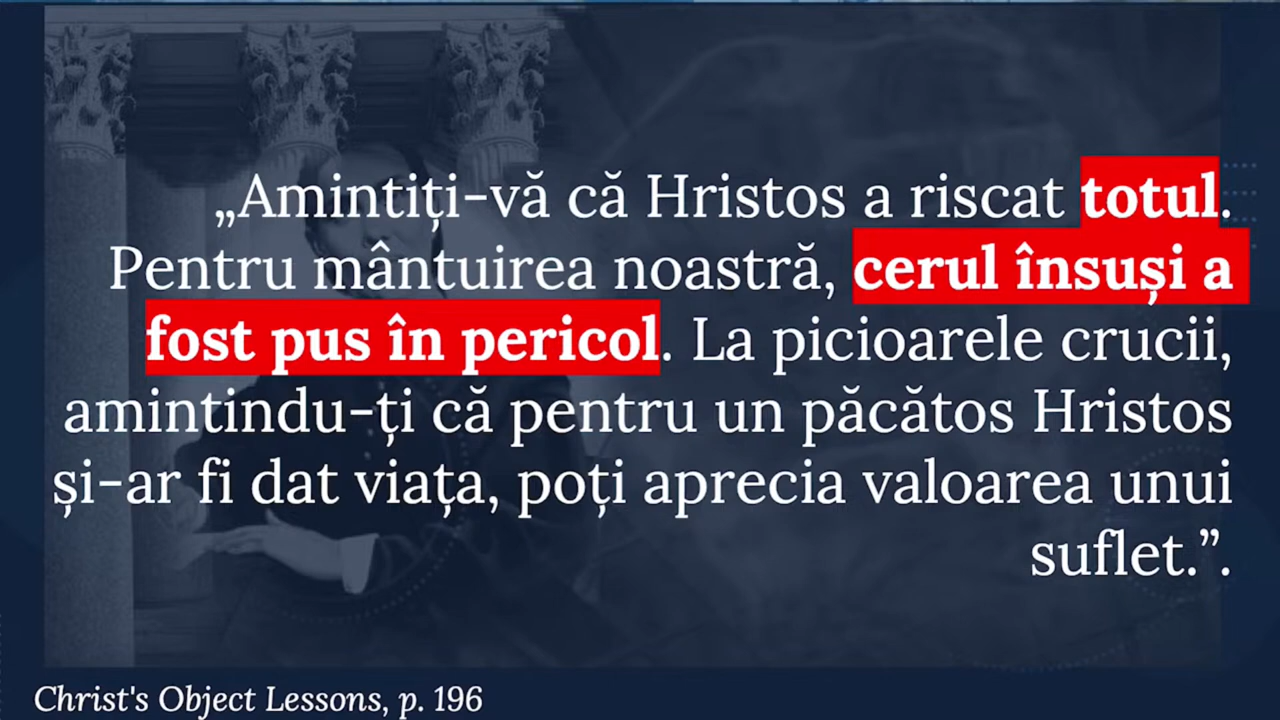 „Amintiți-vă că Hristos a riscat totul.
Pentru mântuirea noastră, cerul însuși a
fost pus în pericol. La picioarele crucii,
amintindu-ți că pentru un păcătos Hristos
și-ar fi dat viața, poți aprecia valoarea unui
suflet.”.
Christ's Object Lessons, p. 196